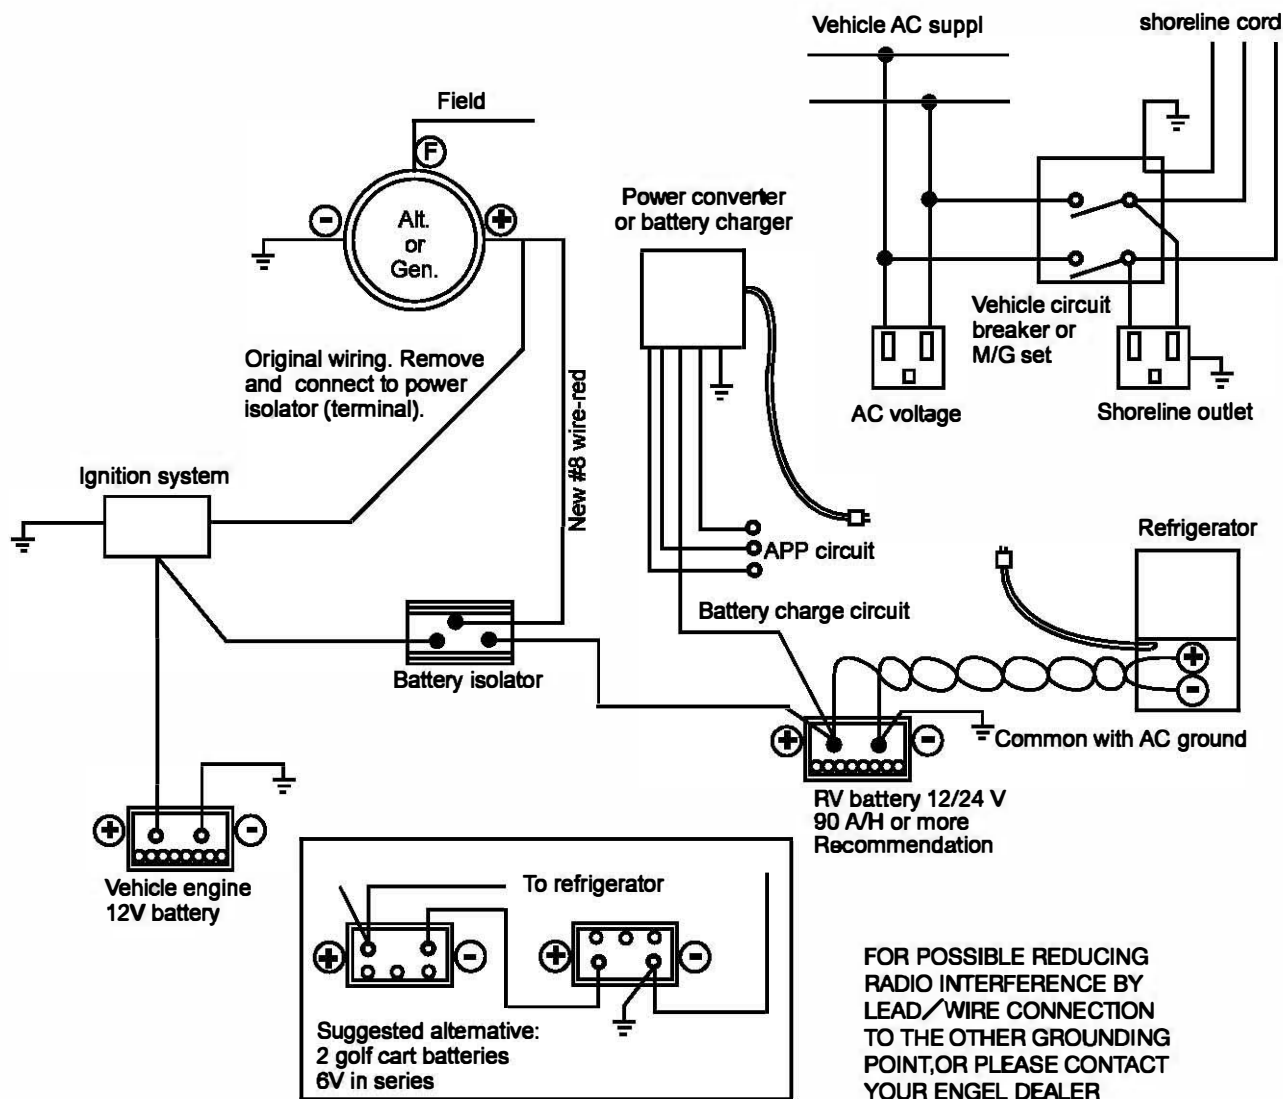 Vehicle AC suppl
shoreline cord
Field
F
Alt.
or
Gen.
Power converter
or battery charger
Original wiring. Remove
and connect to power
isolator (terminal).
New #8 wire-red
Vehicle circuit
breaker or
M/G set
AC voltage
Shoreline outlet
Ignition system
APP circuit
Refrigerator
Battery charge circuit
Battery isolator
Common with AC ground
RV battery 12/24 V
90 A/H or more
Recommendation
Vehicle engine
12V battery
To refrigerator
Suggested alternative:
2 golf cart batteries
6V in series
FOR POSSIBLE REDUCING
RADIO INTERFERENCE BY
LEAD/WIRE CONNECTION
TO THE OTHER GROUNDING
POINT,OR PLEASE CONTACT
YOUR ENGEL DEALER